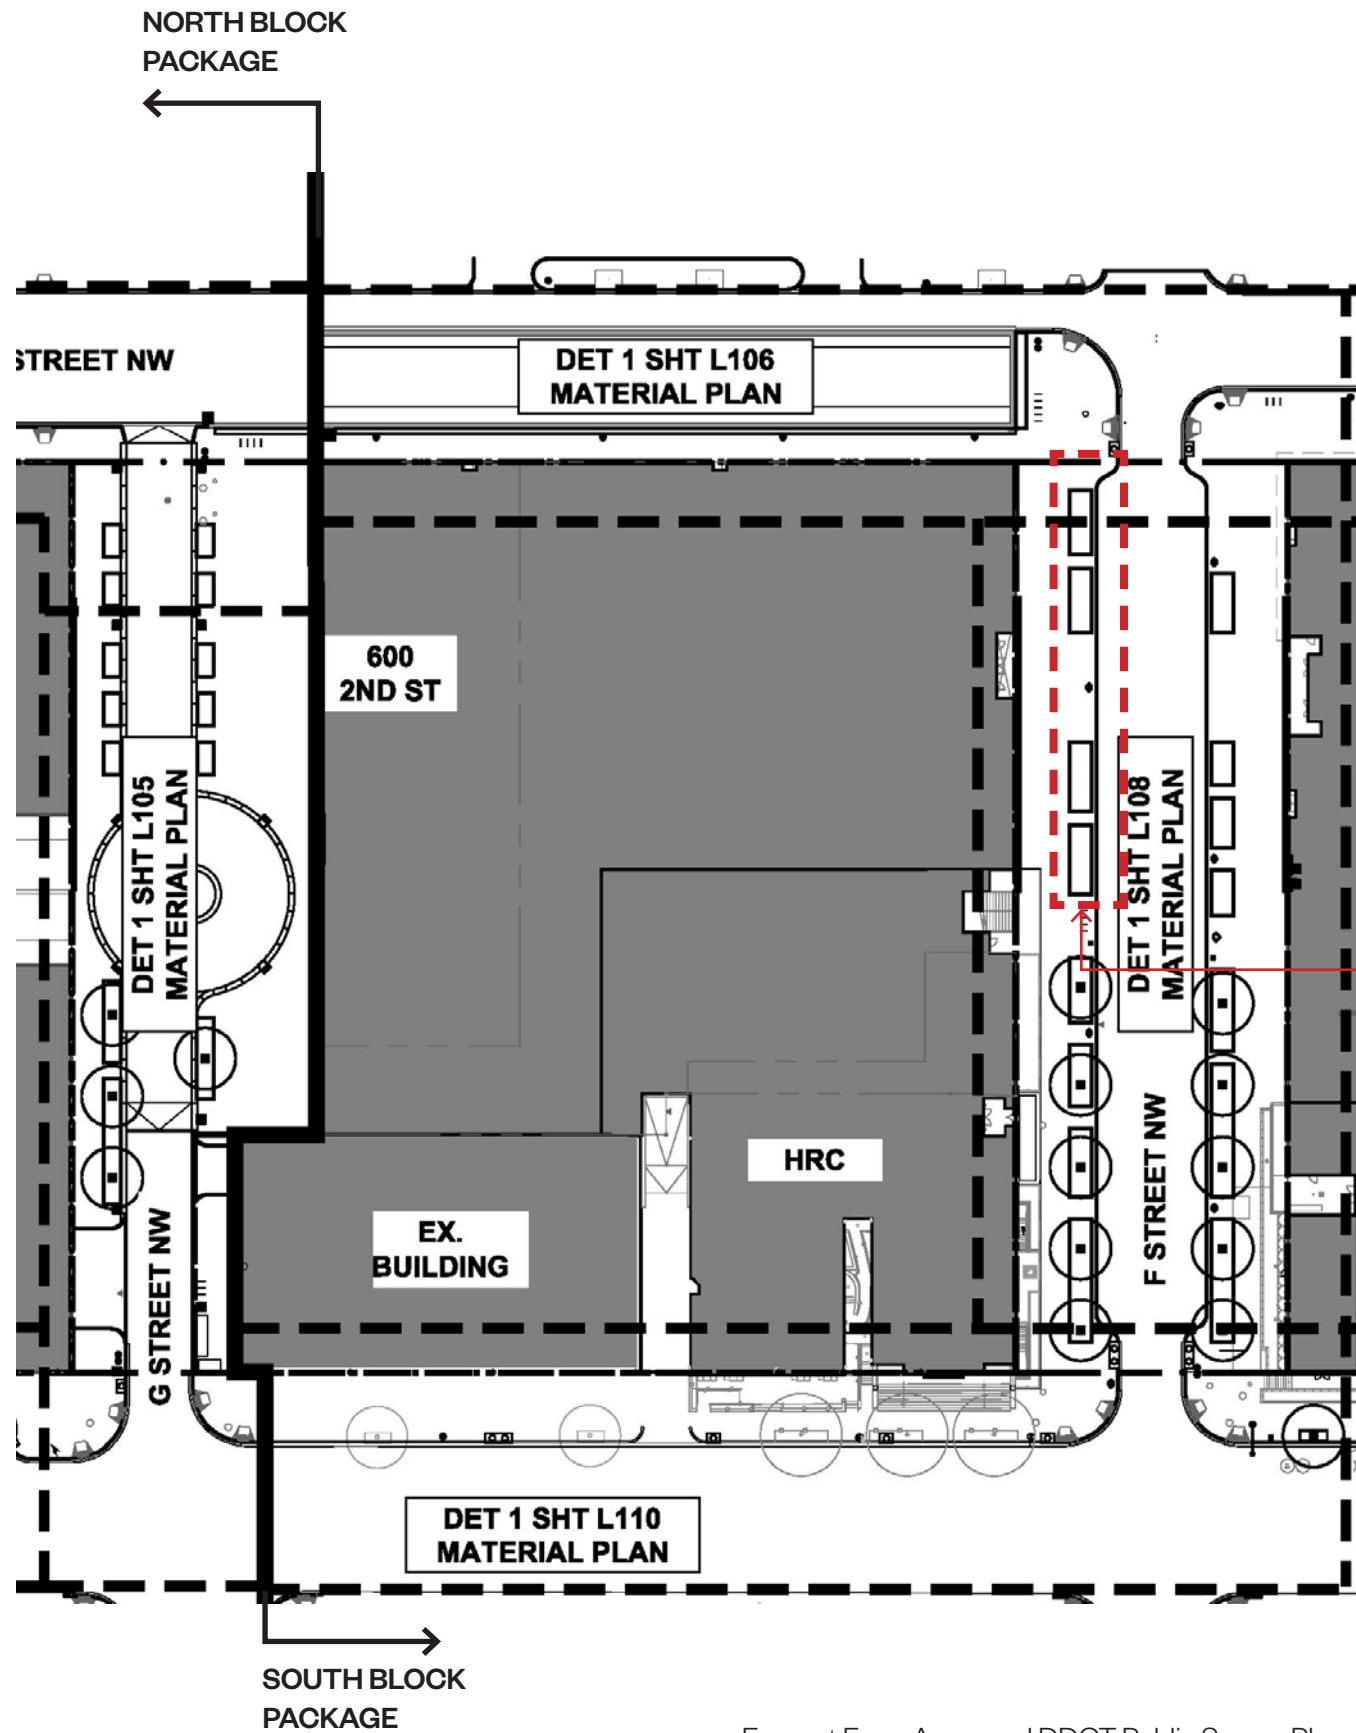 NORTH BLOCK
PACKAGE
STREET NW
DET 1 SHT L106
MATERIAL PLAN
600
2ND ST
DET 1 SHT L105
MATERIAL PLAN
DET 1 SHT L108
MATERIAL PLAN
HRC
EX.
BUILDING
G STREET NW
F STREET NW
DET 1 SHT L110
MATERIAL PLAN
SOUTH BLOCK
PACKAGE